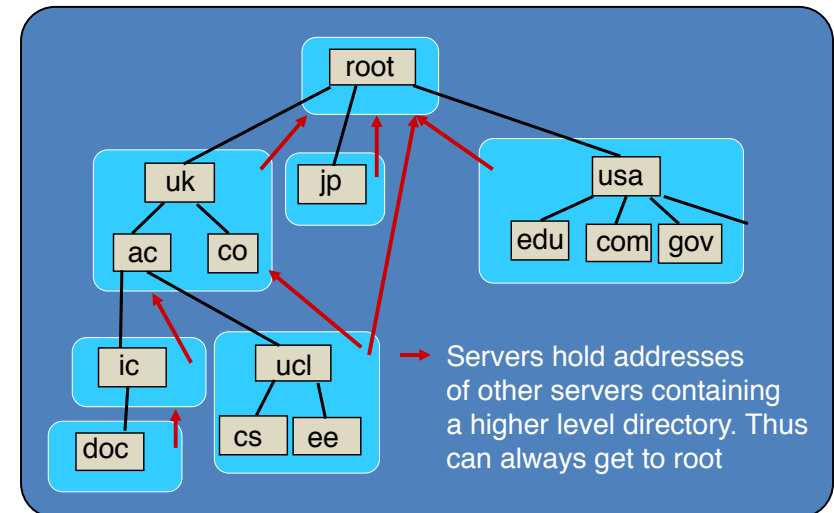 root
uk
jp
usa
ac
co
edu
com
gov
ic
ucl
doc
cs
ee
Servers hold addresses
of other servers containing
a higher level directory. Thus
can always get to root